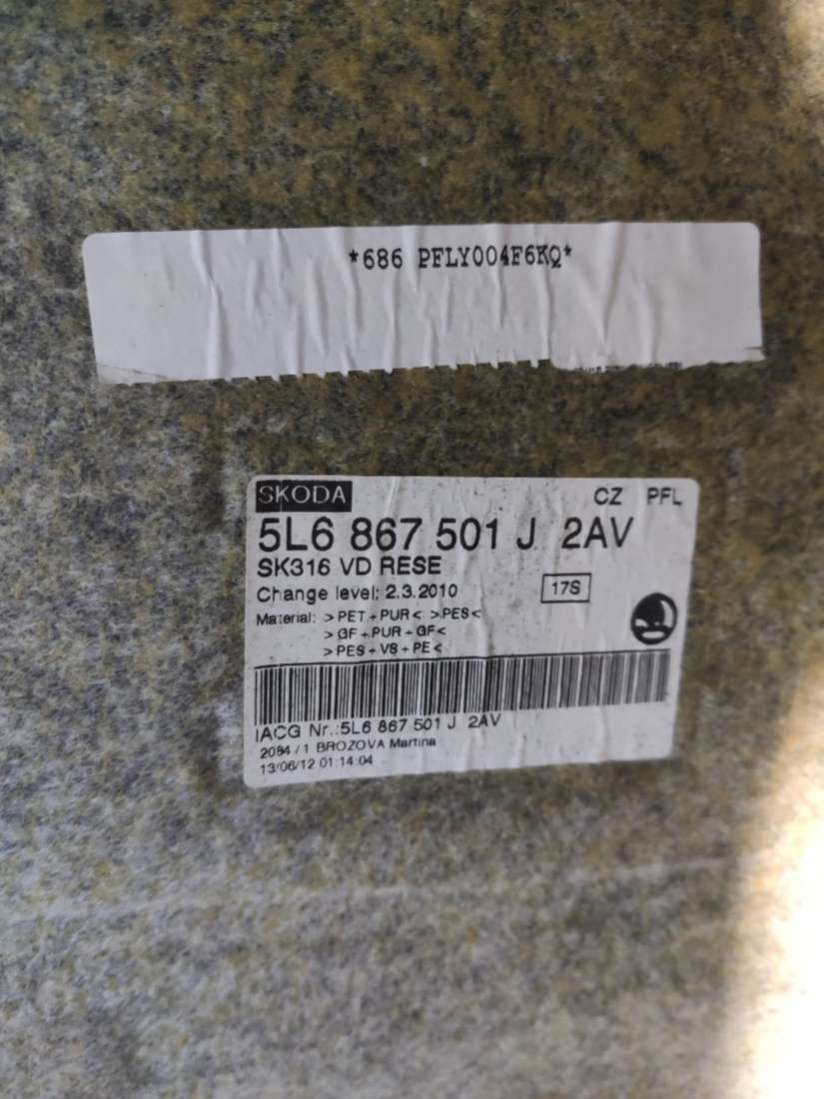 *686 PFLY004F6KQ*
SKODA CZ PFL
5L6 867 501 J 2AV
SK316 VD RESE
Change level: 2.3.2010 17S
Material: >PET+PUR< >PES<
>GF+PUR+GF<
>PES+VS+PE<
IACG Nr.:5L6 867 501 J 2AV
2084 / 1 BROZOVA Martina
13/06/12 01:14:04